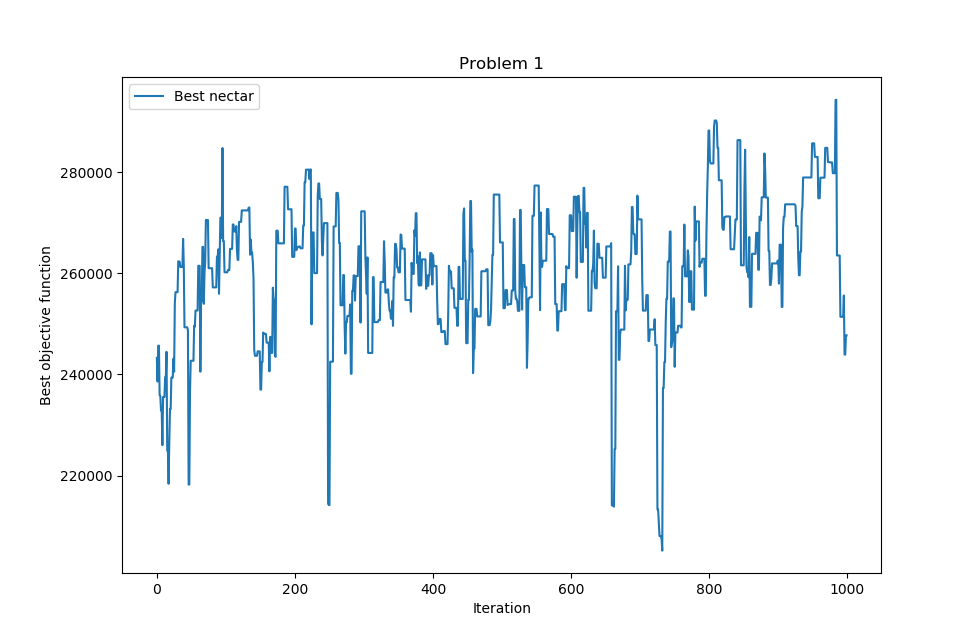 Problem 1
Best nectar
Best objective function
280000
260000
240000
220000
0 200 400 600 800 1000
Iteration